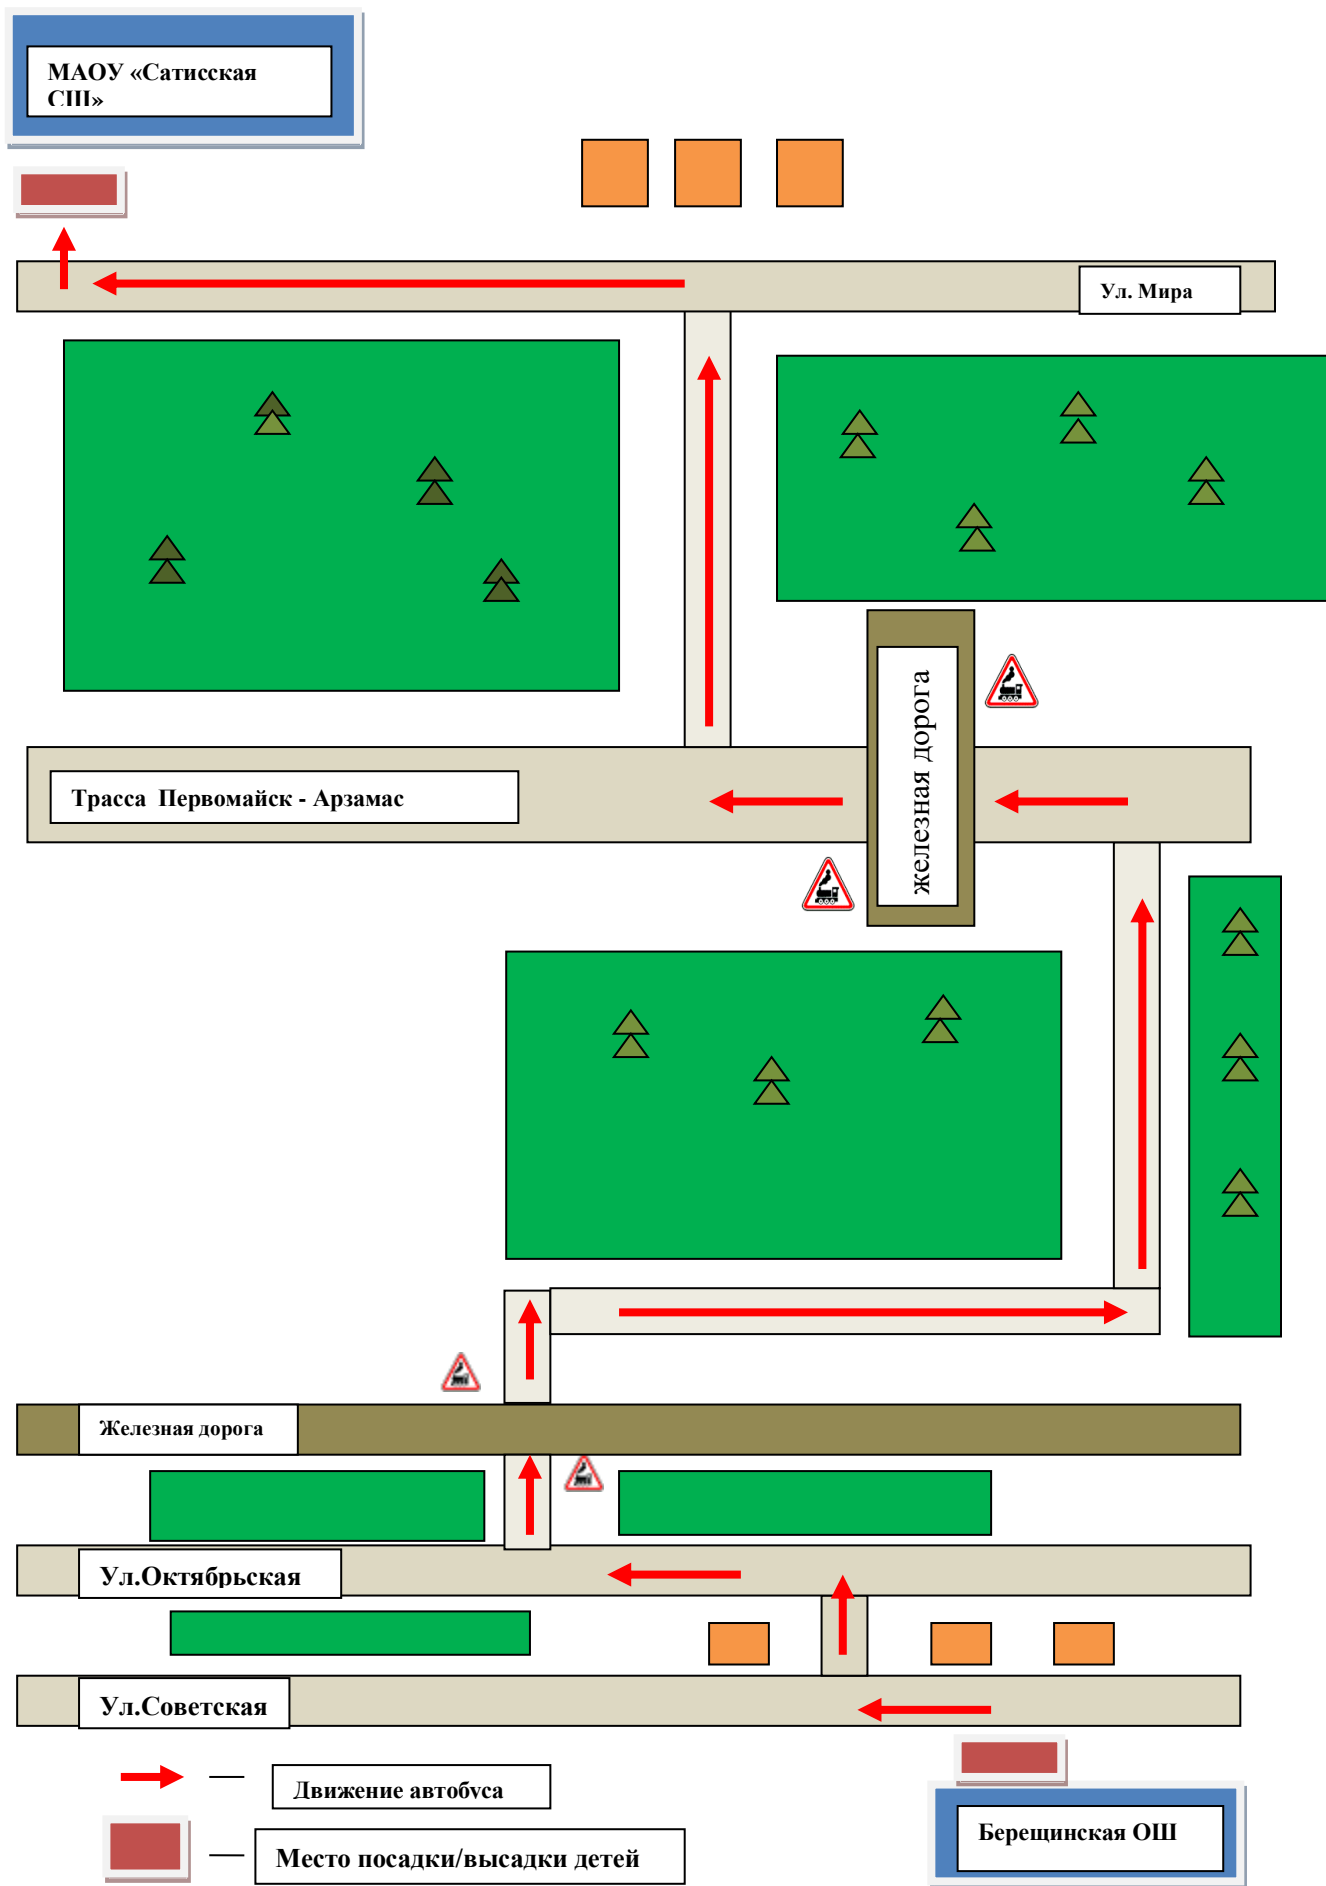 МАОУ «Сатисская
СШ»
Ул. Мира
железная дорога
Трасса Первомайск - Арзамас
Железная дорога
Ул.Октябрьская
Ул.Советская
Движение автобуса
Берещинская ОШ
Место посадки/высадки детей